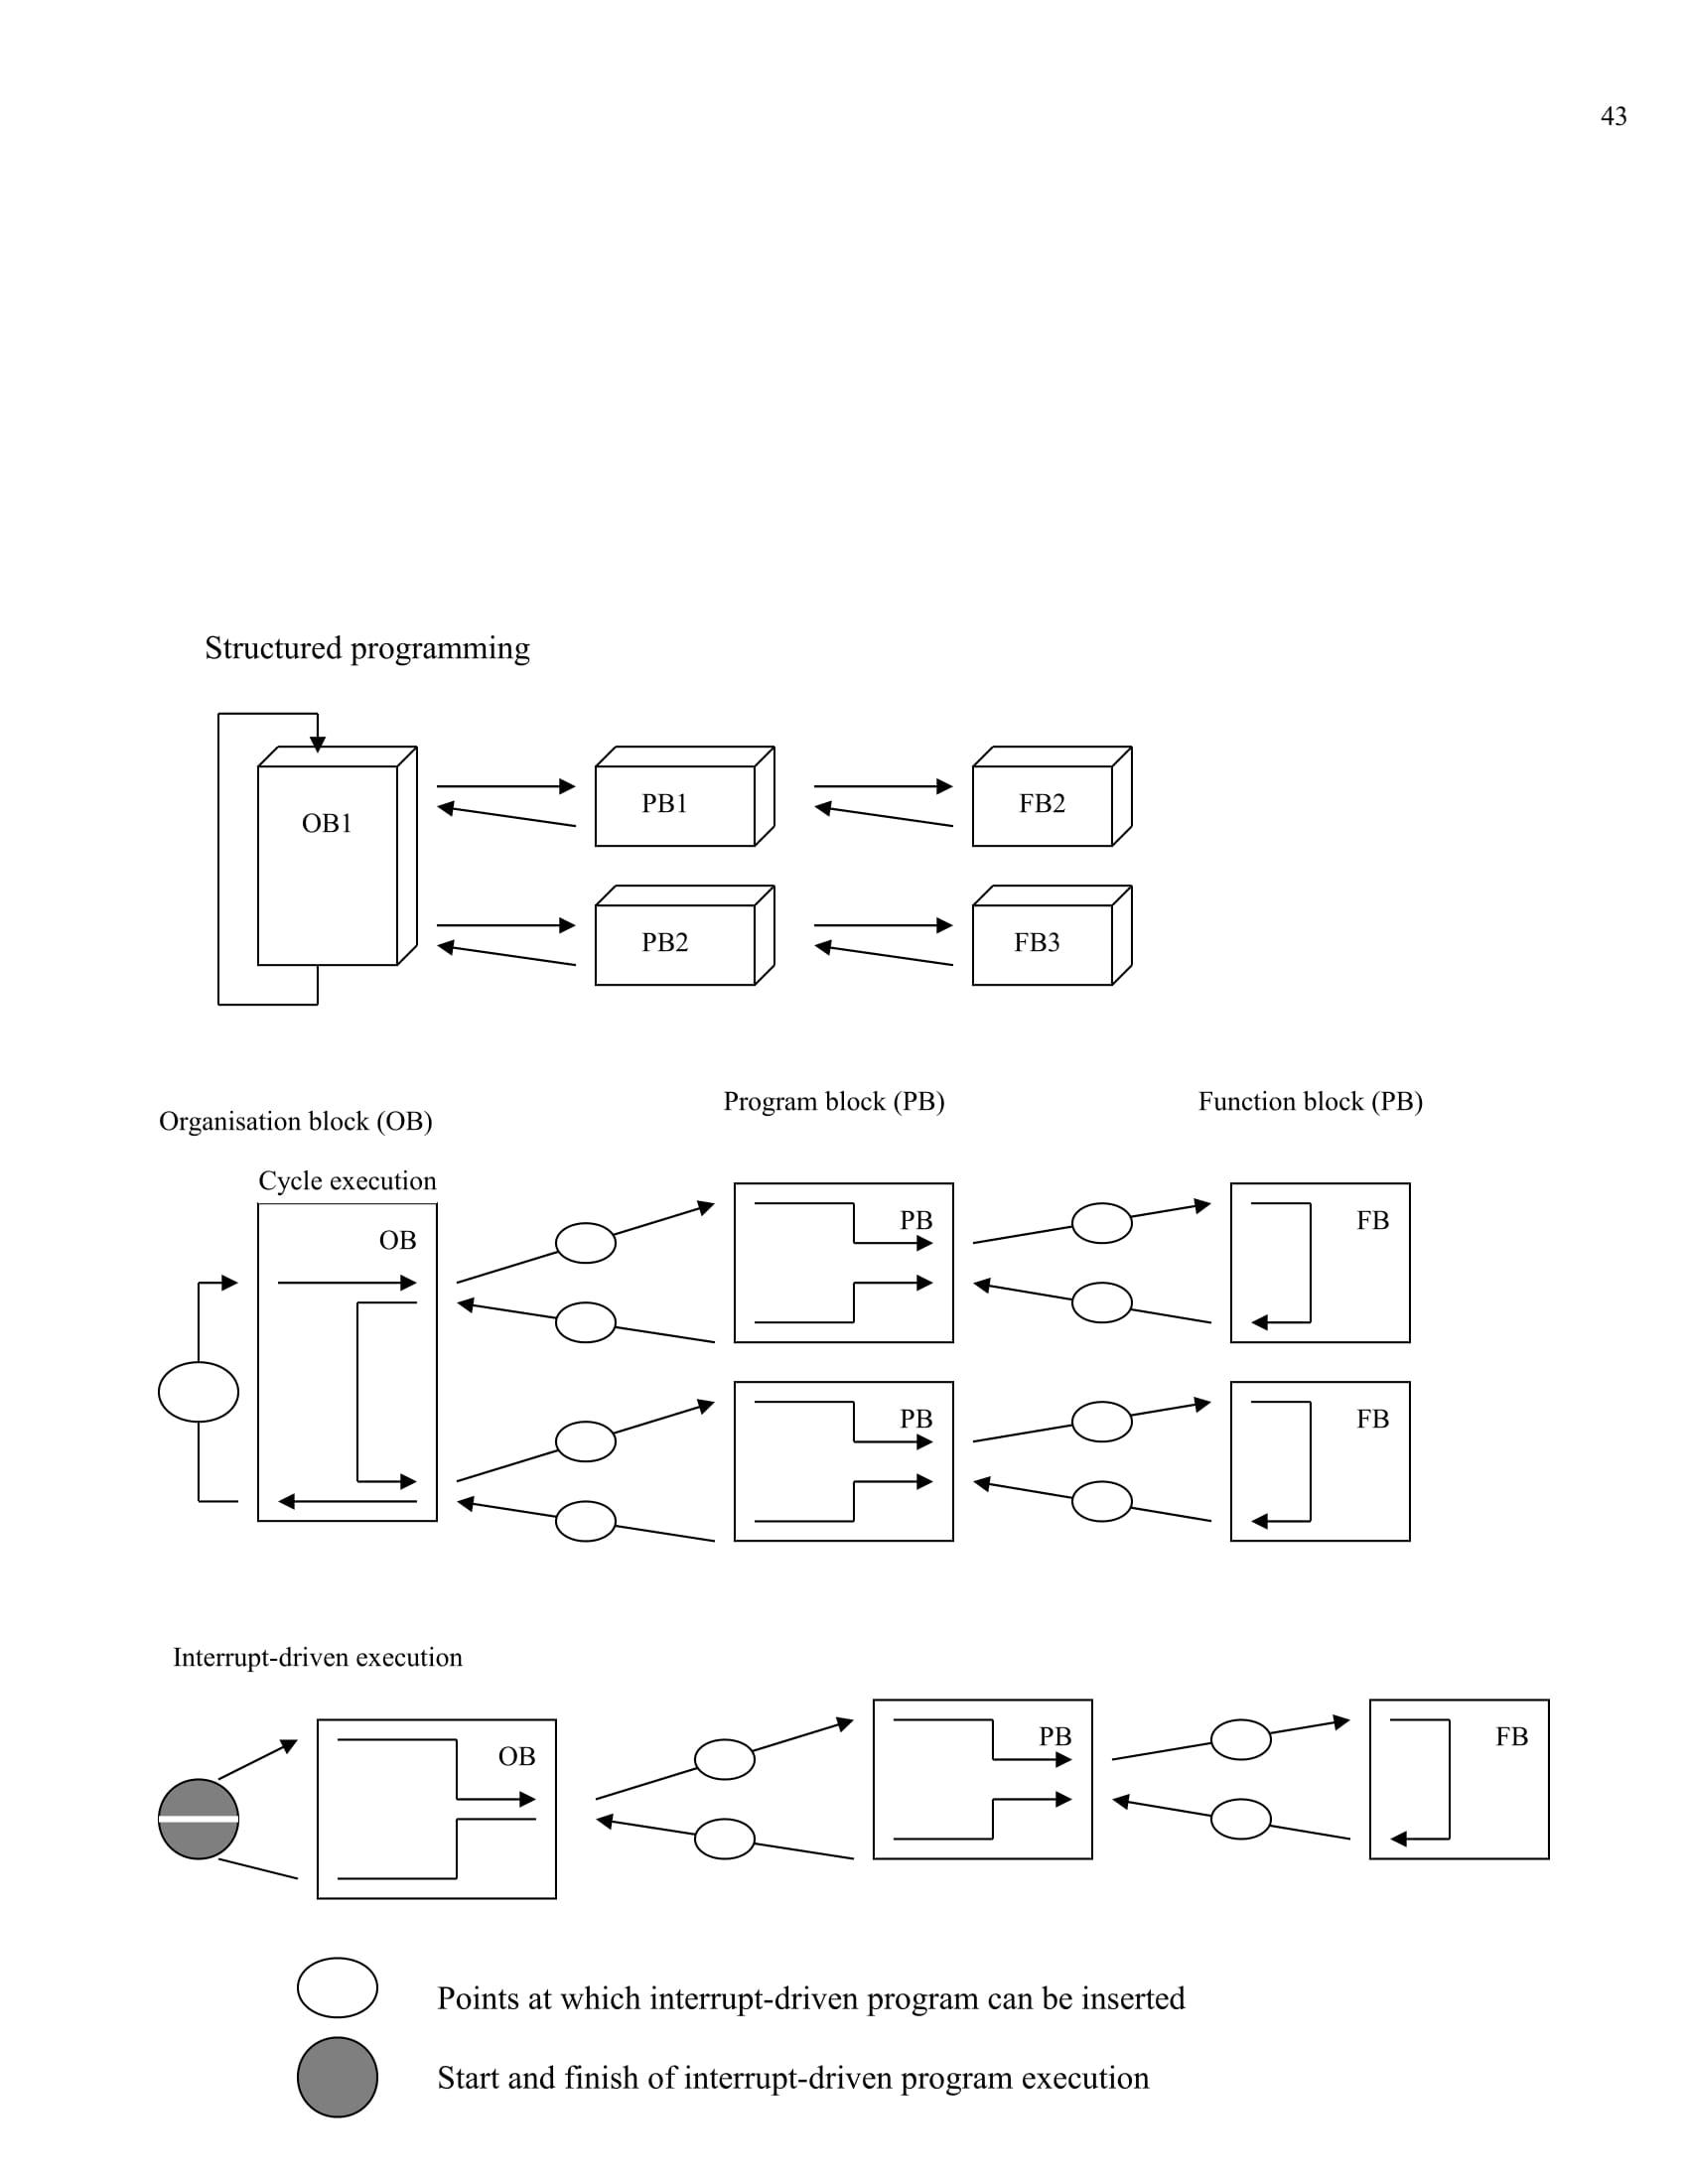 43
Structured programming
OB1
PB1
FB2
PB2
FB3
Organisation block (OB)
Program block (PB)
Function block (PB)
Cycle execution
OB
PB
FB
PB
FB
Interrupt-driven execution
OB
PB
FB
Points at which interrupt-driven program can be inserted
Start and finish of interrupt-driven program execution